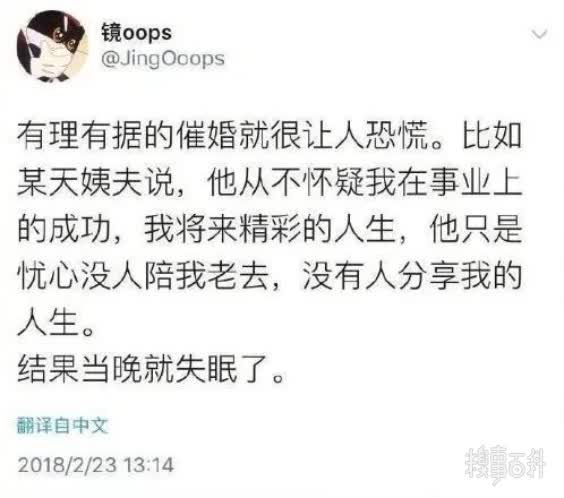 镜oops
@JingOoops
有理有据的催婚就很让人恐慌。比如
某天姨夫说，他从不怀疑我在事业上
的成功，我将来精彩的人生，他只是
忧心没人陪我老去，没有人分享我的
人生。
结果当晚就失眠了。
翻译自中文
2018/2/23 13:14
搜狐百科